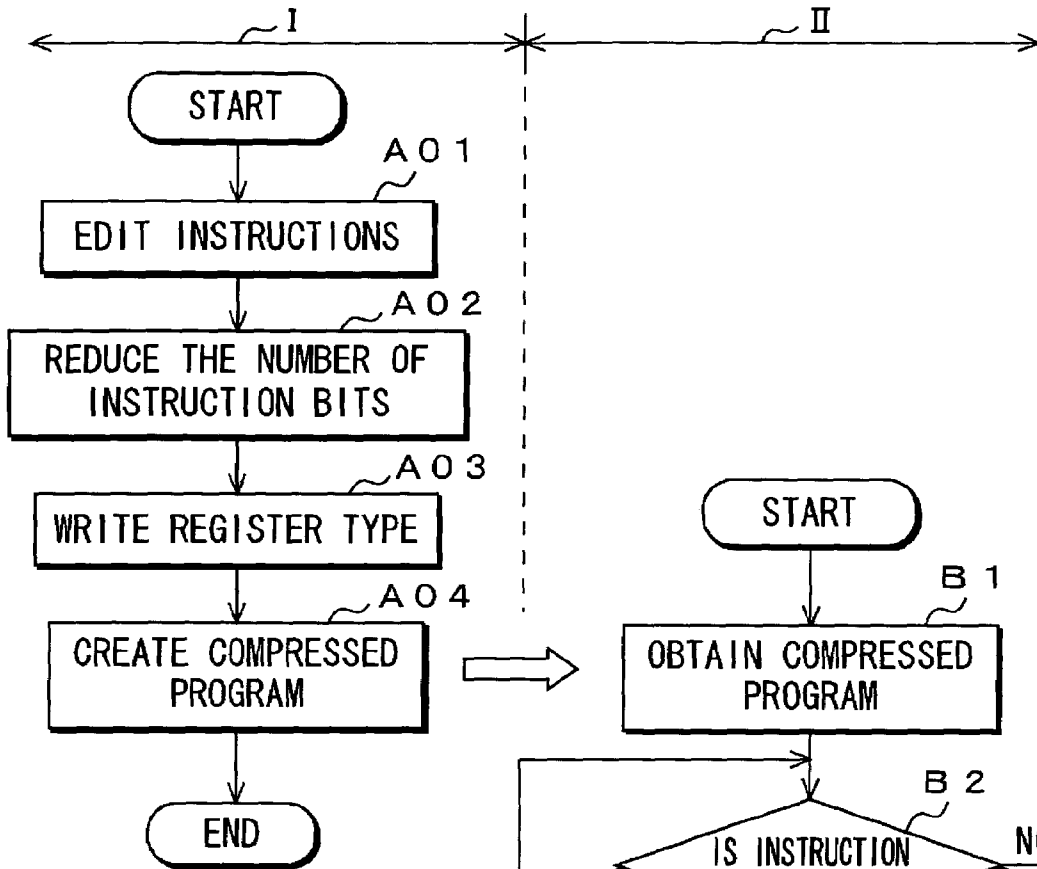 I
II
START
A01
EDIT INSTRUCTIONS
A02
REDUCE THE NUMBER OF
INSTRUCTION BITS
A03
WRITE REGISTER TYPE
A04
CREATE COMPRESSED
PROGRAM
END
START
B1
OBTAIN COMPRESSED
PROGRAM
B2
IS INSTRUCTION